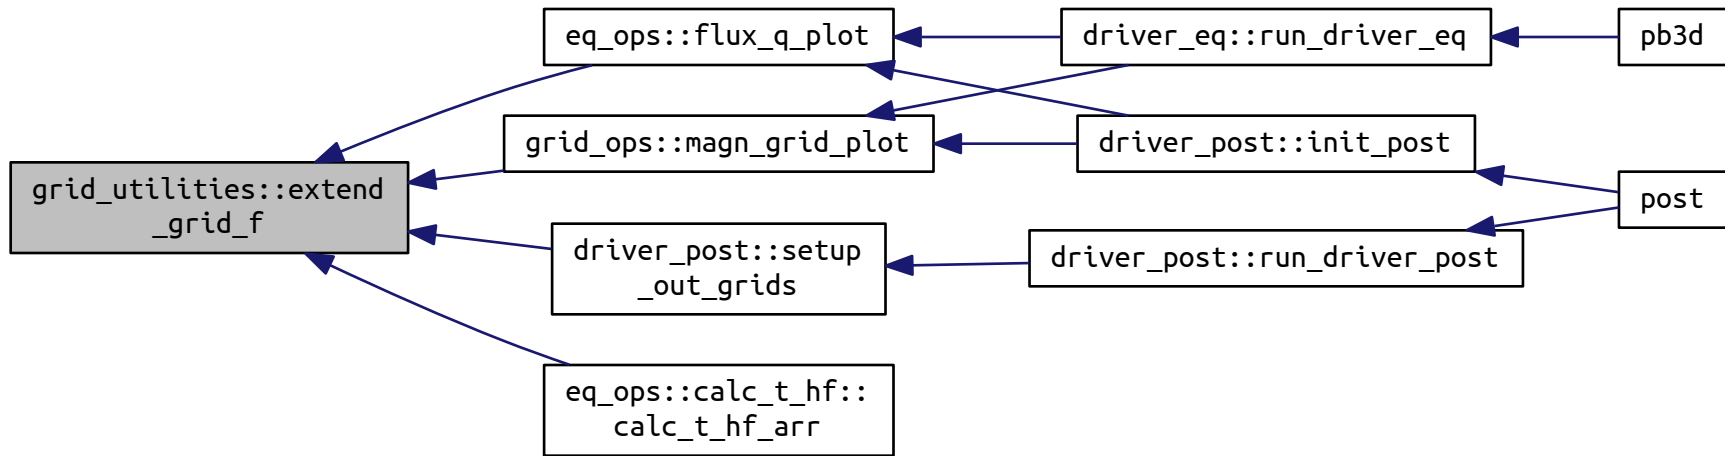 grid_utilities::extend
_grid_f
eq_ops::flux_q_plot
grid_ops::magn_grid_plot
driver_post::setup
_out_grids
eq_ops::calc_t_hf::
calc_t_hf_arr
driver_eq::run_driver_eq
driver_post::init_post
driver_post::run_driver_post
pb3d
post